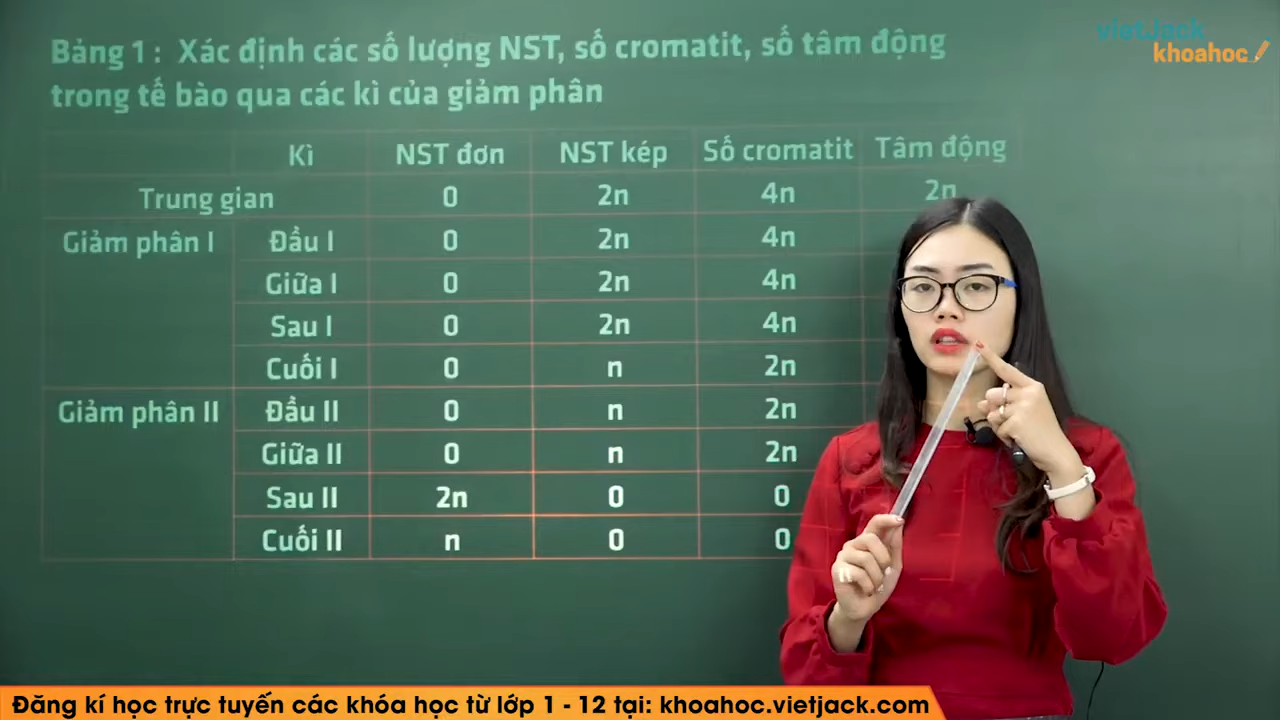 vietJack
khoahoc
Bảng 1 : Xác định các số lượng NST, số cromatit, số tâm động
trong tế bào qua các kì của giảm phân
Kì NST đơn NST kép Số cromatit Tâm động
Trung gian 0 2n 4n 2n
Giảm phân I Đầu I 0 2n 4n
Giữa I 0 2n 4n
Sau I 0 2n 4n
Cuối I 0 n 2n
Giảm phân II Đầu II 0 n 2n
Giữa II 0 n 2n
Sau II 2n 0 0
Cuối II n 0 0
Đăng kí học trực tuyến các khóa học từ lớp 1 - 12 tại: khoahoc.vietjack.com